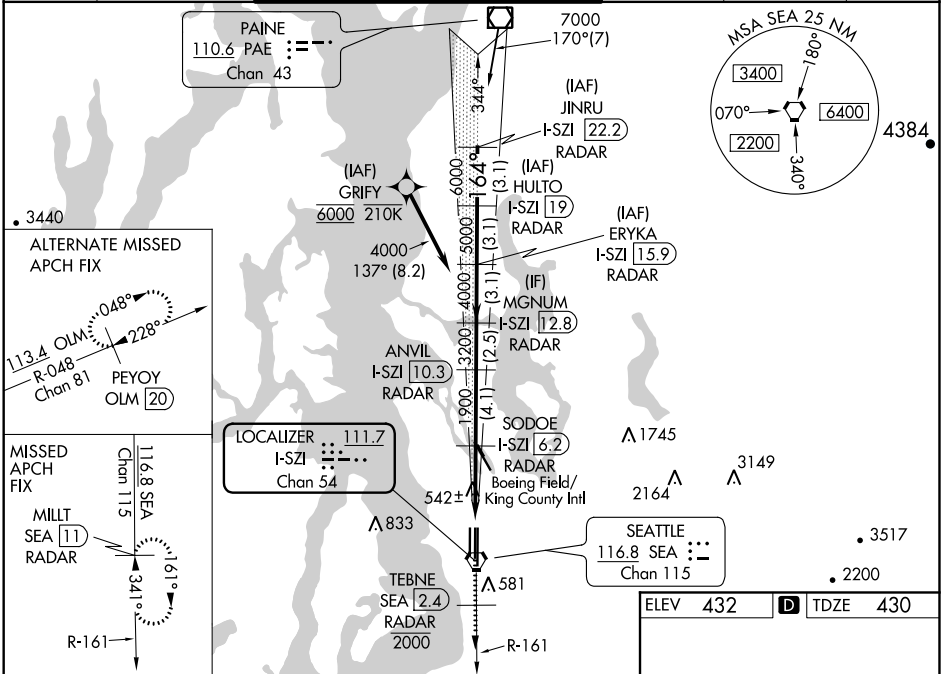 PAINE
110.6 PAE
Chan 43
7000
170°(7)
344°
(IAF)
JINRU
I-SZI 22.2
RADAR
MSA SEA 25 NM
180°
3400
070°
6400
2200
340°
4384
(IAF)
GRIFY
6000 210K
4000
137° (8.2)
6000
164°
(3.1)
(IAF)
HULTO
I-SZI 19
RADAR
5000
(3.1)
(IAF)
ERYKA
I-SZI 15.9
RADAR
4000
(3.1)
(IF)
MGNUM
I-SZI 12.8
RADAR
3200
(2.5)
ANVIL
I-SZI 10.3
RADAR
1900
(4.1)
SODOE
I-SZI 6.2
RADAR
Boeing Field/
King County Intl
3440
ALTERNATE MISSED
APCH FIX
048°
228°
113.4 OLM
R-048
Chan 81
PEYOY
OLM 20
MISSED
APCH
FIX
116.8 SEA
Chan 115
MILLT
SEA 11
RADAR
161°
341°
R-161
LOCALIZER 111.7
I-SZI
Chan 54
542±
833
1745
3149
2164
SEATTLE
116.8 SEA
Chan 115
3517
2200
581
TEBNE
SEA 2.4
RADAR
2000
R-161
ELEV 432 D TDZE 430